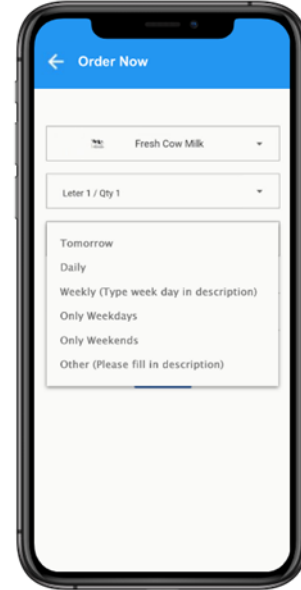 Order Now
Fresh Cow Milk
Leter 1 / Qty 1
Tomorrow
Daily
Weekly (Type week day in description)
Only Weekdays
Only Weekends
Other (Please fill in description)